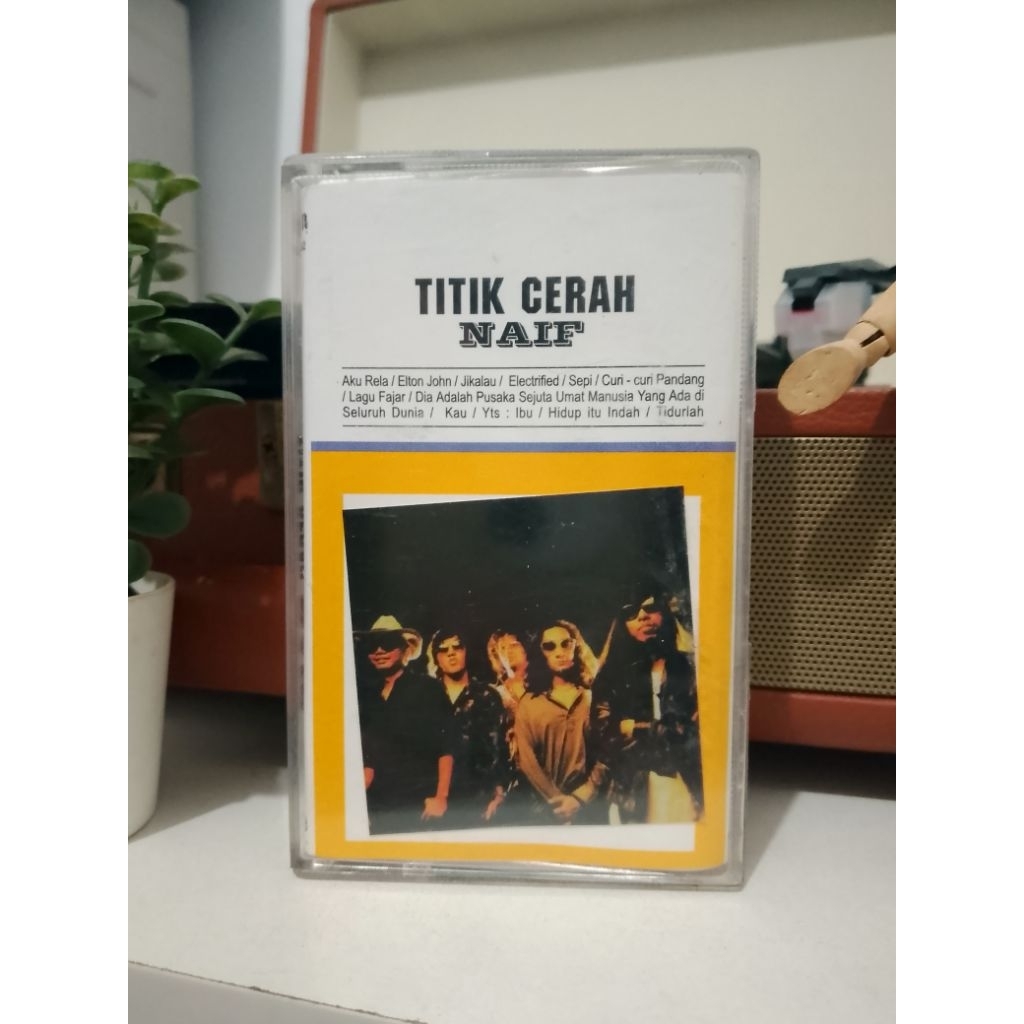 TITIK CERAH
NAIF
Aku Rela / Elton John / Jikalau / Electrified / Sepi / Curi - curi Pandang
/ Lagu Fajar / Dia Adalah Pusaka Sejuta Umat Manusia Yang Ada di
Seluruh Dunia / Kau / Yts : Ibu / Hidup itu Indah / Tidurlah